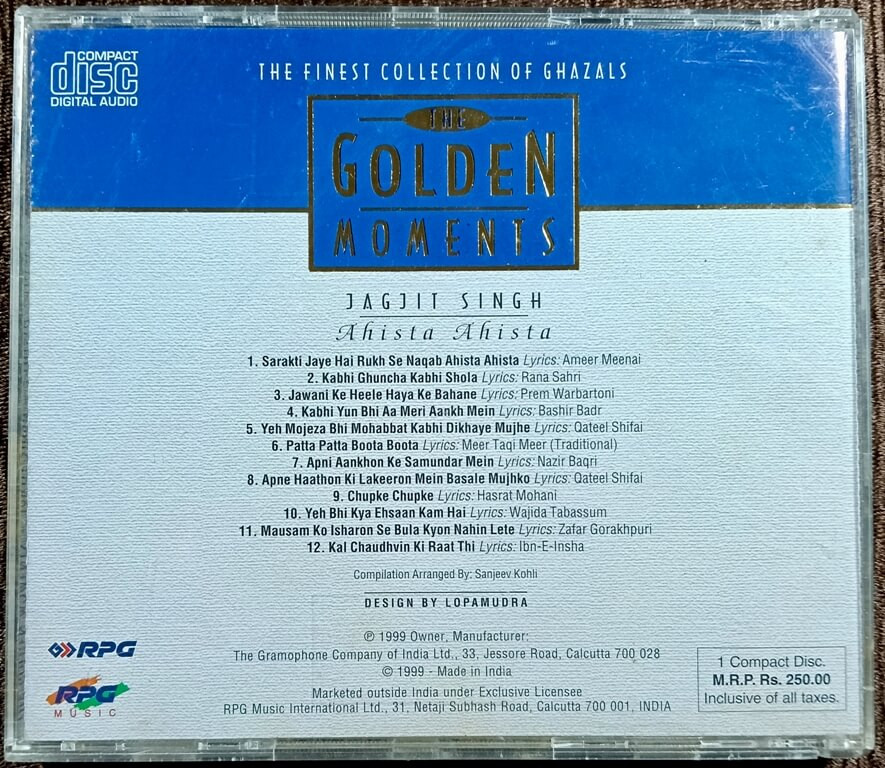 COMPACT
disc
DIGITAL AUDIO
THE FINEST COLLECTION OF GHAZALS
THE
GOLDEN
MOMENTS
JAGJIT SINGH
Ahista Ahista
1. Sarakti Jaye Hai Rukh Se Naqab Ahista Ahista Lyrics: Ameer Meenai
2. Kabhi Ghuncha Kabhi Shola Lyrics: Rana Sahri
3. Jawani Ke Heele Haya Ke Bahane Lyrics: Prem Warbartoni
4. Kabhi Yun Bhi Aa Meri Aankh Mein Lyrics: Bashir Badr
5. Yeh Mojeza Bhi Mohabbat Kabhi Dikhaye Mujhe Lyrics: Qateel Shifai
6. Patta Patta Boota Boota Lyrics: Meer Taqi Meer (Traditional)
7. Apni Aankhon Ke Samundar Mein Lyrics: Nazir Baqri
8. Apne Haathon Ki Lakeeron Mein Basale Mujhko Lyrics: Qateel Shifai
9. Chupke Chupke Lyrics: Hasrat Mohani
10. Yeh Bhi Kya Ehsaan Kam Hai Lyrics: Wajida Tabassum
11. Mausam Ko Isharon Se Bula Kyon Nahin Lete Lyrics: Zafar Gorakhpuri
12. Kal Chaudhvin Ki Raat Thi Lyrics: Ibn-E-Insha
Compilation Arranged By: Sanjeev Kohli
DESIGN BY LOPAMUDRA
℗ 1999 Owner, Manufacturer:
The Gramophone Company of India Ltd., 33, Jessore Road, Calcutta 700 028
© 1999 - Made in India
Marketed outside India under Exclusive Licensee
RPG Music International Ltd., 31, Netaji Subhash Road, Calcutta 700 001, INDIA
RPG
RPG
MUSIC
1 Compact Disc.
M.R.P. Rs. 250.00
Inclusive of all taxes.